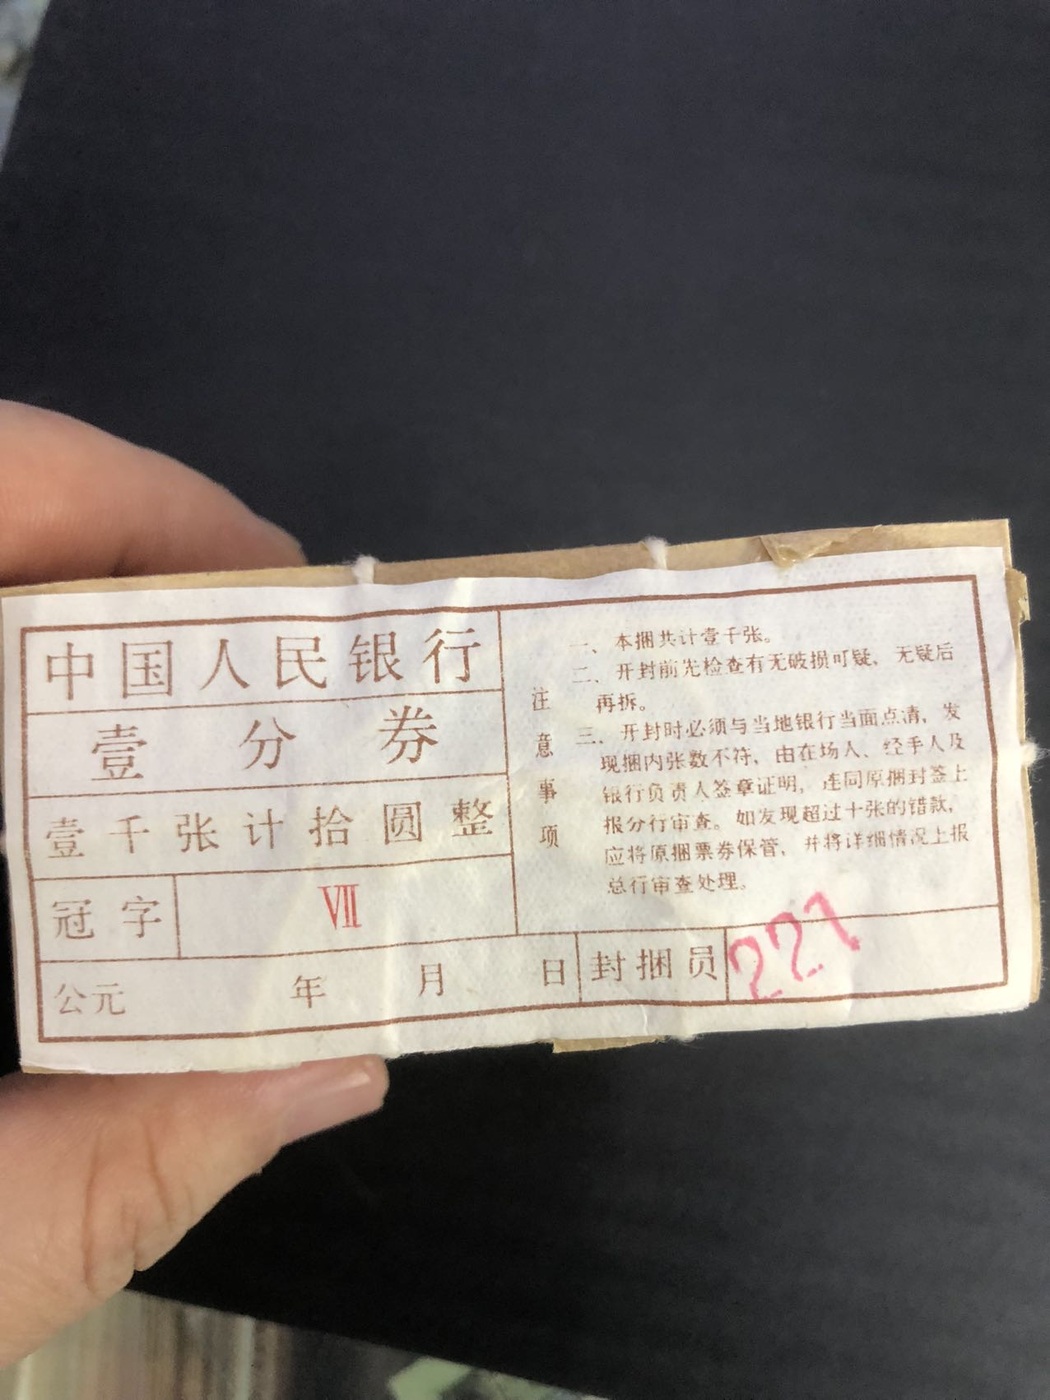 中国人民银行
壹分券
壹千张计拾圆整
冠字 Ⅶ
公元 年 月 日 封捆员 221
注意事项
一、本捆共计壹千张。
二、开封前先检查有无破损可疑，无疑后
再拆。
三、开封时必须与当地银行当面点清，发
现捆内张数不符，由在场人、经手人及
银行负责人签章证明，连同原捆封签上
报分行审查。如发现超过十张的错款，
应将原捆票券保管，并将详细情况上报
总行审查处理。